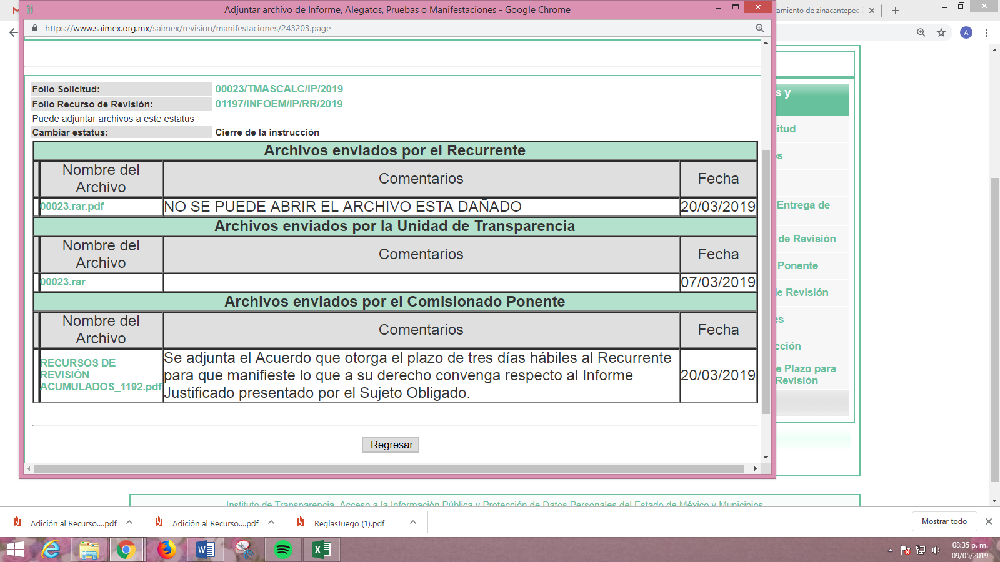 Adjuntar archivo de Informe, Alegatos, Pruebas o Manifestaciones - Google Chrome
tamiento de zinacantepec
https://www.saimex.org.mx/saimex/revision/manifestaciones/243203.page
A
Folio Solicitud: 00023/TMASCALC/IP/2019
Folio Recurso de Revisión: 01197/INFOEM/IP/RR/2019
Puede adjuntar archivos a este estatus
Cambiar estatus: Cierre de la instrucción
Archivos enviados por el Recurrente
Nombre del Archivo Comentarios Fecha
00023.rar.pdf NO SE PUEDE ABRIR EL ARCHIVO ESTA DAÑADO 20/03/2019
Archivos enviados por la Unidad de Transparencia
Nombre del Archivo Comentarios Fecha
00023.rar 07/03/2019
Archivos enviados por el Comisionado Ponente
Nombre del Archivo Comentarios Fecha
RECURSOS DE
REVISIÓN
ACUMULADOS_1192.pdf
Se adjunta el Acuerdo que otorga el plazo de tres días hábiles al Recurrente
para que manifieste lo que a su derecho convenga respecto al Informe
Justificado presentado por el Sujeto Obligado.
20/03/2019
Regresar
s y
citud
s
Entrega de
de Revisión
Ponente
e Revisión
es
cción
e Plazo para
Revisión
Instituto de Transparencia, Acceso a la Información Pública y Protección de Datos Personales del Estado de México y Municipios
Adición al Recurso....pdf
Adición al Recurso....pdf
ReglasJuego (1).pdf
Mostrar todo
08:35 p. m.
09/05/2019